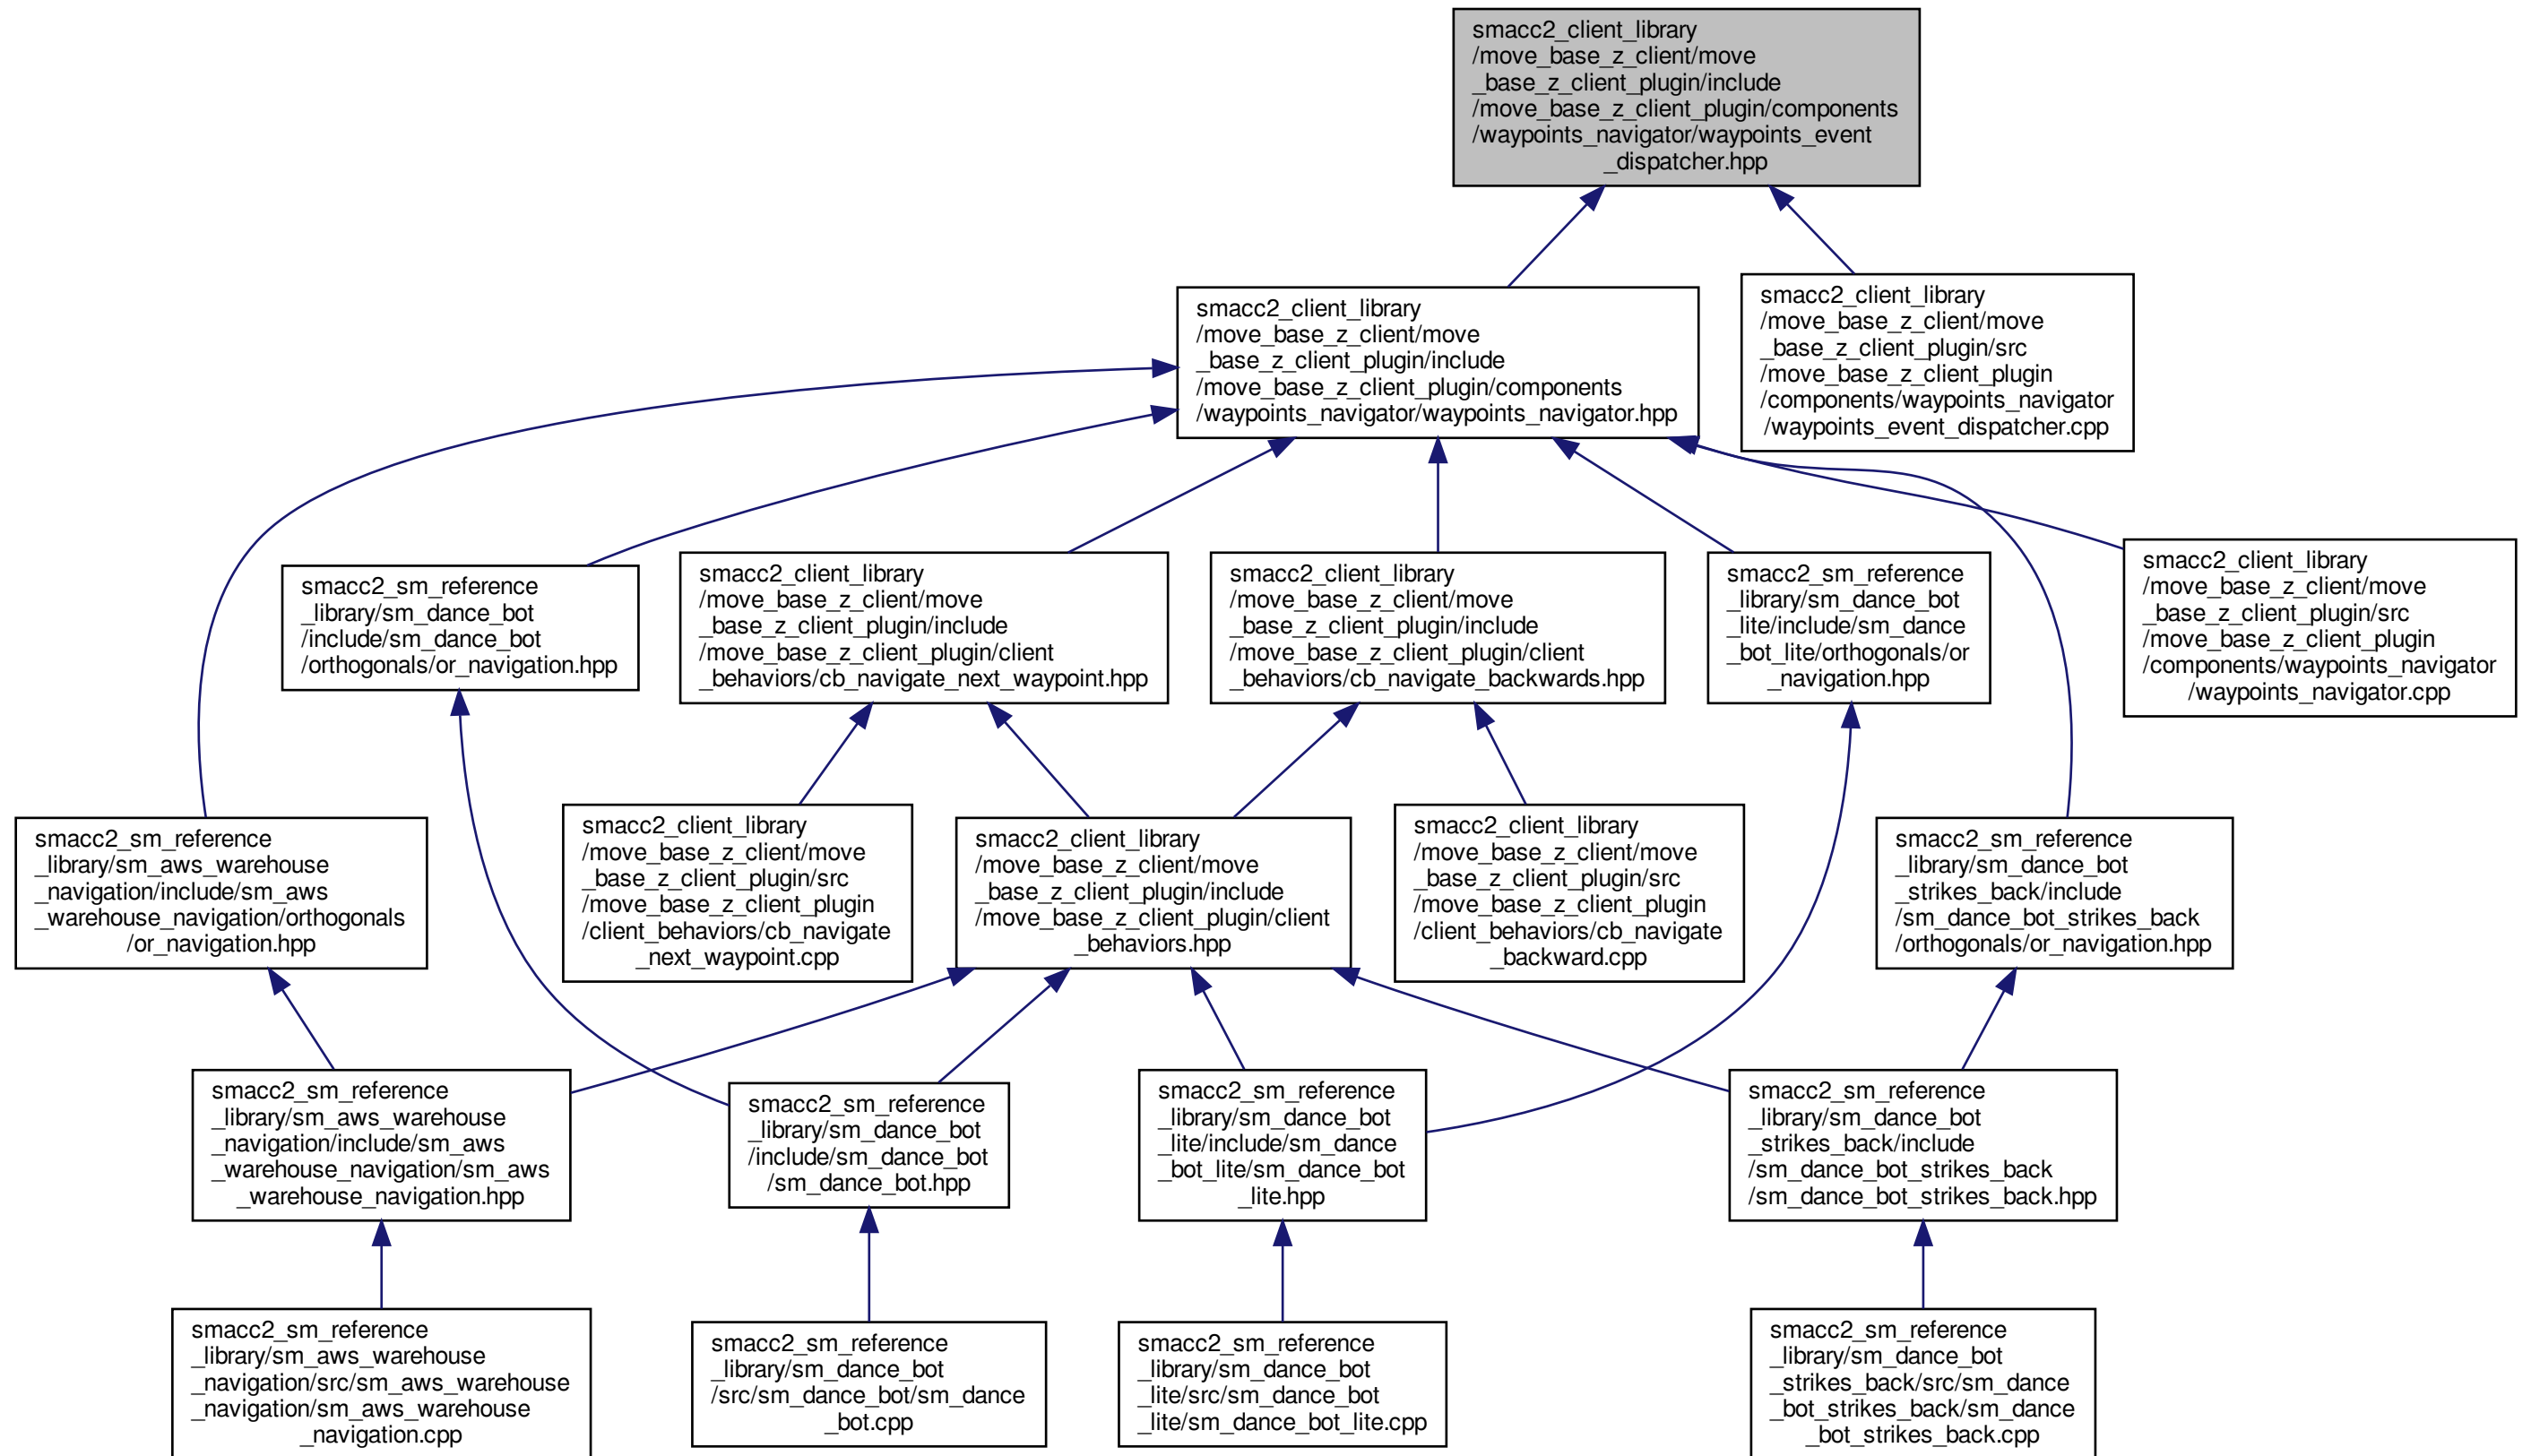 smacc2_client_library
/move_base_z_client/move
_base_z_client_plugin/include
/move_base_z_client_plugin/components
/waypoints_navigator/waypoints_event
_dispatcher.hpp
smacc2_client_library
/move_base_z_client/move
_base_z_client_plugin/include
/move_base_z_client_plugin/components
/waypoints_navigator/waypoints_navigator.hpp
smacc2_client_library
/move_base_z_client/move
_base_z_client_plugin/src
/move_base_z_client_plugin
/components/waypoints_navigator
/waypoints_event_dispatcher.cpp
smacc2_sm_reference
_library/sm_dance_bot
/include/sm_dance_bot
/orthogonals/or_navigation.hpp
smacc2_client_library
/move_base_z_client/move
_base_z_client_plugin/include
/move_base_z_client_plugin/client
_behaviors/cb_navigate_next_waypoint.hpp
smacc2_client_library
/move_base_z_client/move
_base_z_client_plugin/include
/move_base_z_client_plugin/client
_behaviors/cb_navigate_backwards.hpp
smacc2_sm_reference
_library/sm_dance_bot
_lite/include/sm_dance
_bot_lite/orthogonals/or
_navigation.hpp
smacc2_client_library
/move_base_z_client/move
_base_z_client_plugin/src
/move_base_z_client_plugin
/components/waypoints_navigator
/waypoints_navigator.cpp
smacc2_sm_reference
_library/sm_aws_warehouse
_navigation/include/sm_aws
_warehouse_navigation/orthogonals
/or_navigation.hpp
smacc2_client_library
/move_base_z_client/move
_base_z_client_plugin/src
/move_base_z_client_plugin
/client_behaviors/cb_navigate
_next_waypoint.cpp
smacc2_client_library
/move_base_z_client/move
_base_z_client_plugin/include
/move_base_z_client_plugin/client
_behaviors.hpp
smacc2_client_library
/move_base_z_client/move
_base_z_client_plugin/src
/move_base_z_client_plugin
/client_behaviors/cb_navigate
_backward.cpp
smacc2_sm_reference
_library/sm_dance_bot
_strikes_back/include
/sm_dance_bot_strikes_back
/orthogonals/or_navigation.hpp
smacc2_sm_reference
_library/sm_aws_warehouse
_navigation/include/sm_aws
_warehouse_navigation/sm_aws
_warehouse_navigation.hpp
smacc2_sm_reference
_library/sm_dance_bot
/include/sm_dance_bot
/sm_dance_bot.hpp
smacc2_sm_reference
_library/sm_dance_bot
_lite/include/sm_dance
_bot_lite/sm_dance_bot
_lite.hpp
smacc2_sm_reference
_library/sm_dance_bot
_strikes_back/include
/sm_dance_bot_strikes_back
/sm_dance_bot_strikes_back.hpp
smacc2_sm_reference
_library/sm_aws_warehouse
_navigation/src/sm_aws_warehouse
_navigation/sm_aws_warehouse
_navigation.cpp
smacc2_sm_reference
_library/sm_dance_bot
/src/sm_dance_bot/sm_dance
_bot.cpp
smacc2_sm_reference
_library/sm_dance_bot
_lite/src/sm_dance_bot
_lite/sm_dance_bot_lite.cpp
smacc2_sm_reference
_library/sm_dance_bot
_strikes_back/src/sm_dance
_bot_strikes_back/sm_dance
_bot_strikes_back.cpp